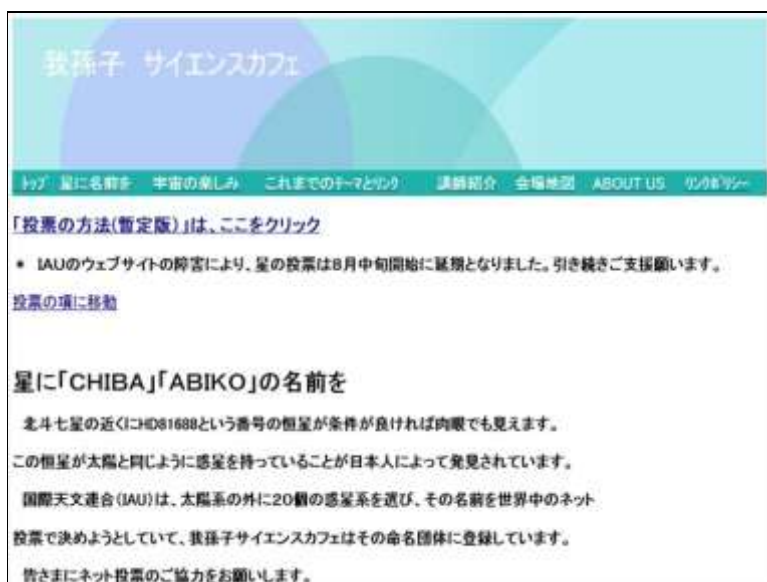 我孫子 サイエンスカフェ
トップ 星に名前を 宇宙の楽しみ これまでのテーマとリンク 講師紹介 会場地図 ABOUT US リンクポリシー
「投票の方法(暫定版)」は、ここをクリック
• IAUのウェブサイトの障害により、星の投票は8月中旬開始に延期となりました。引き続きご支援願います。
投票の項に移動
星に「CHIBA」「ABIKO」の名前を
北斗七星の近くにHD81688という番号の恒星が条件が良ければ肉眼でも見えます。
この恒星が太陽と同じように惑星を持っていることが日本人によって発見されています。
国際天文連合(IAU)は、太陽系の外に20個の惑星系を選び、その名前を世界中のネット
投票で決めようとしていて、我孫子サイエンスカフェはその命名団体に登録しています。
皆さまにネット投票のご協力をお願いします。